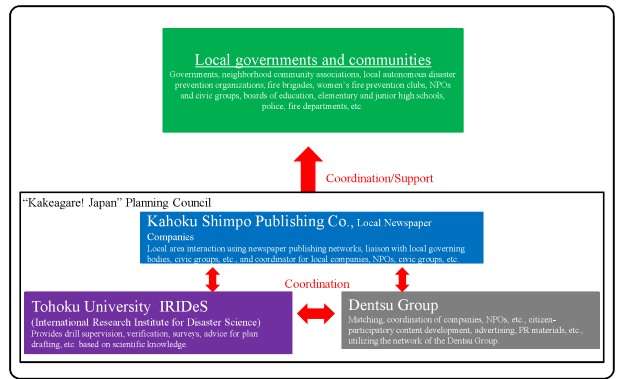 Local governments and communities
Governments, neighborhood community associations, local autonomous disaster
prevention organizations, fire brigades, women's fire prevention clubs, NPOs
and civic groups, boards of education, elementary and junior high schools,
police, fire departments, etc
Coordination/Support
“Kakeagare! Japan” Planning Council
Kahoku Shimpo Publishing Co., Local Newspaper
Companies
Local area interaction using newspaper publishing networks, liaison with local governing
bodies, civic groups, etc., and coordinator for local companies, NPOs, civic groups, etc.
Coordination
Tohoku University IRIDeS
(International Research Institute for Disaster Science)
Provides drill supervision, verification, surveys, advice for plan
drafting, etc. based on scientific knowledge.
Dentsu Group
Matching, coordination of companies, NPOs, etc., citizen-
participatory content development, advertising, PR materials, etc.,
utilizing the network of the Dentsu Group.